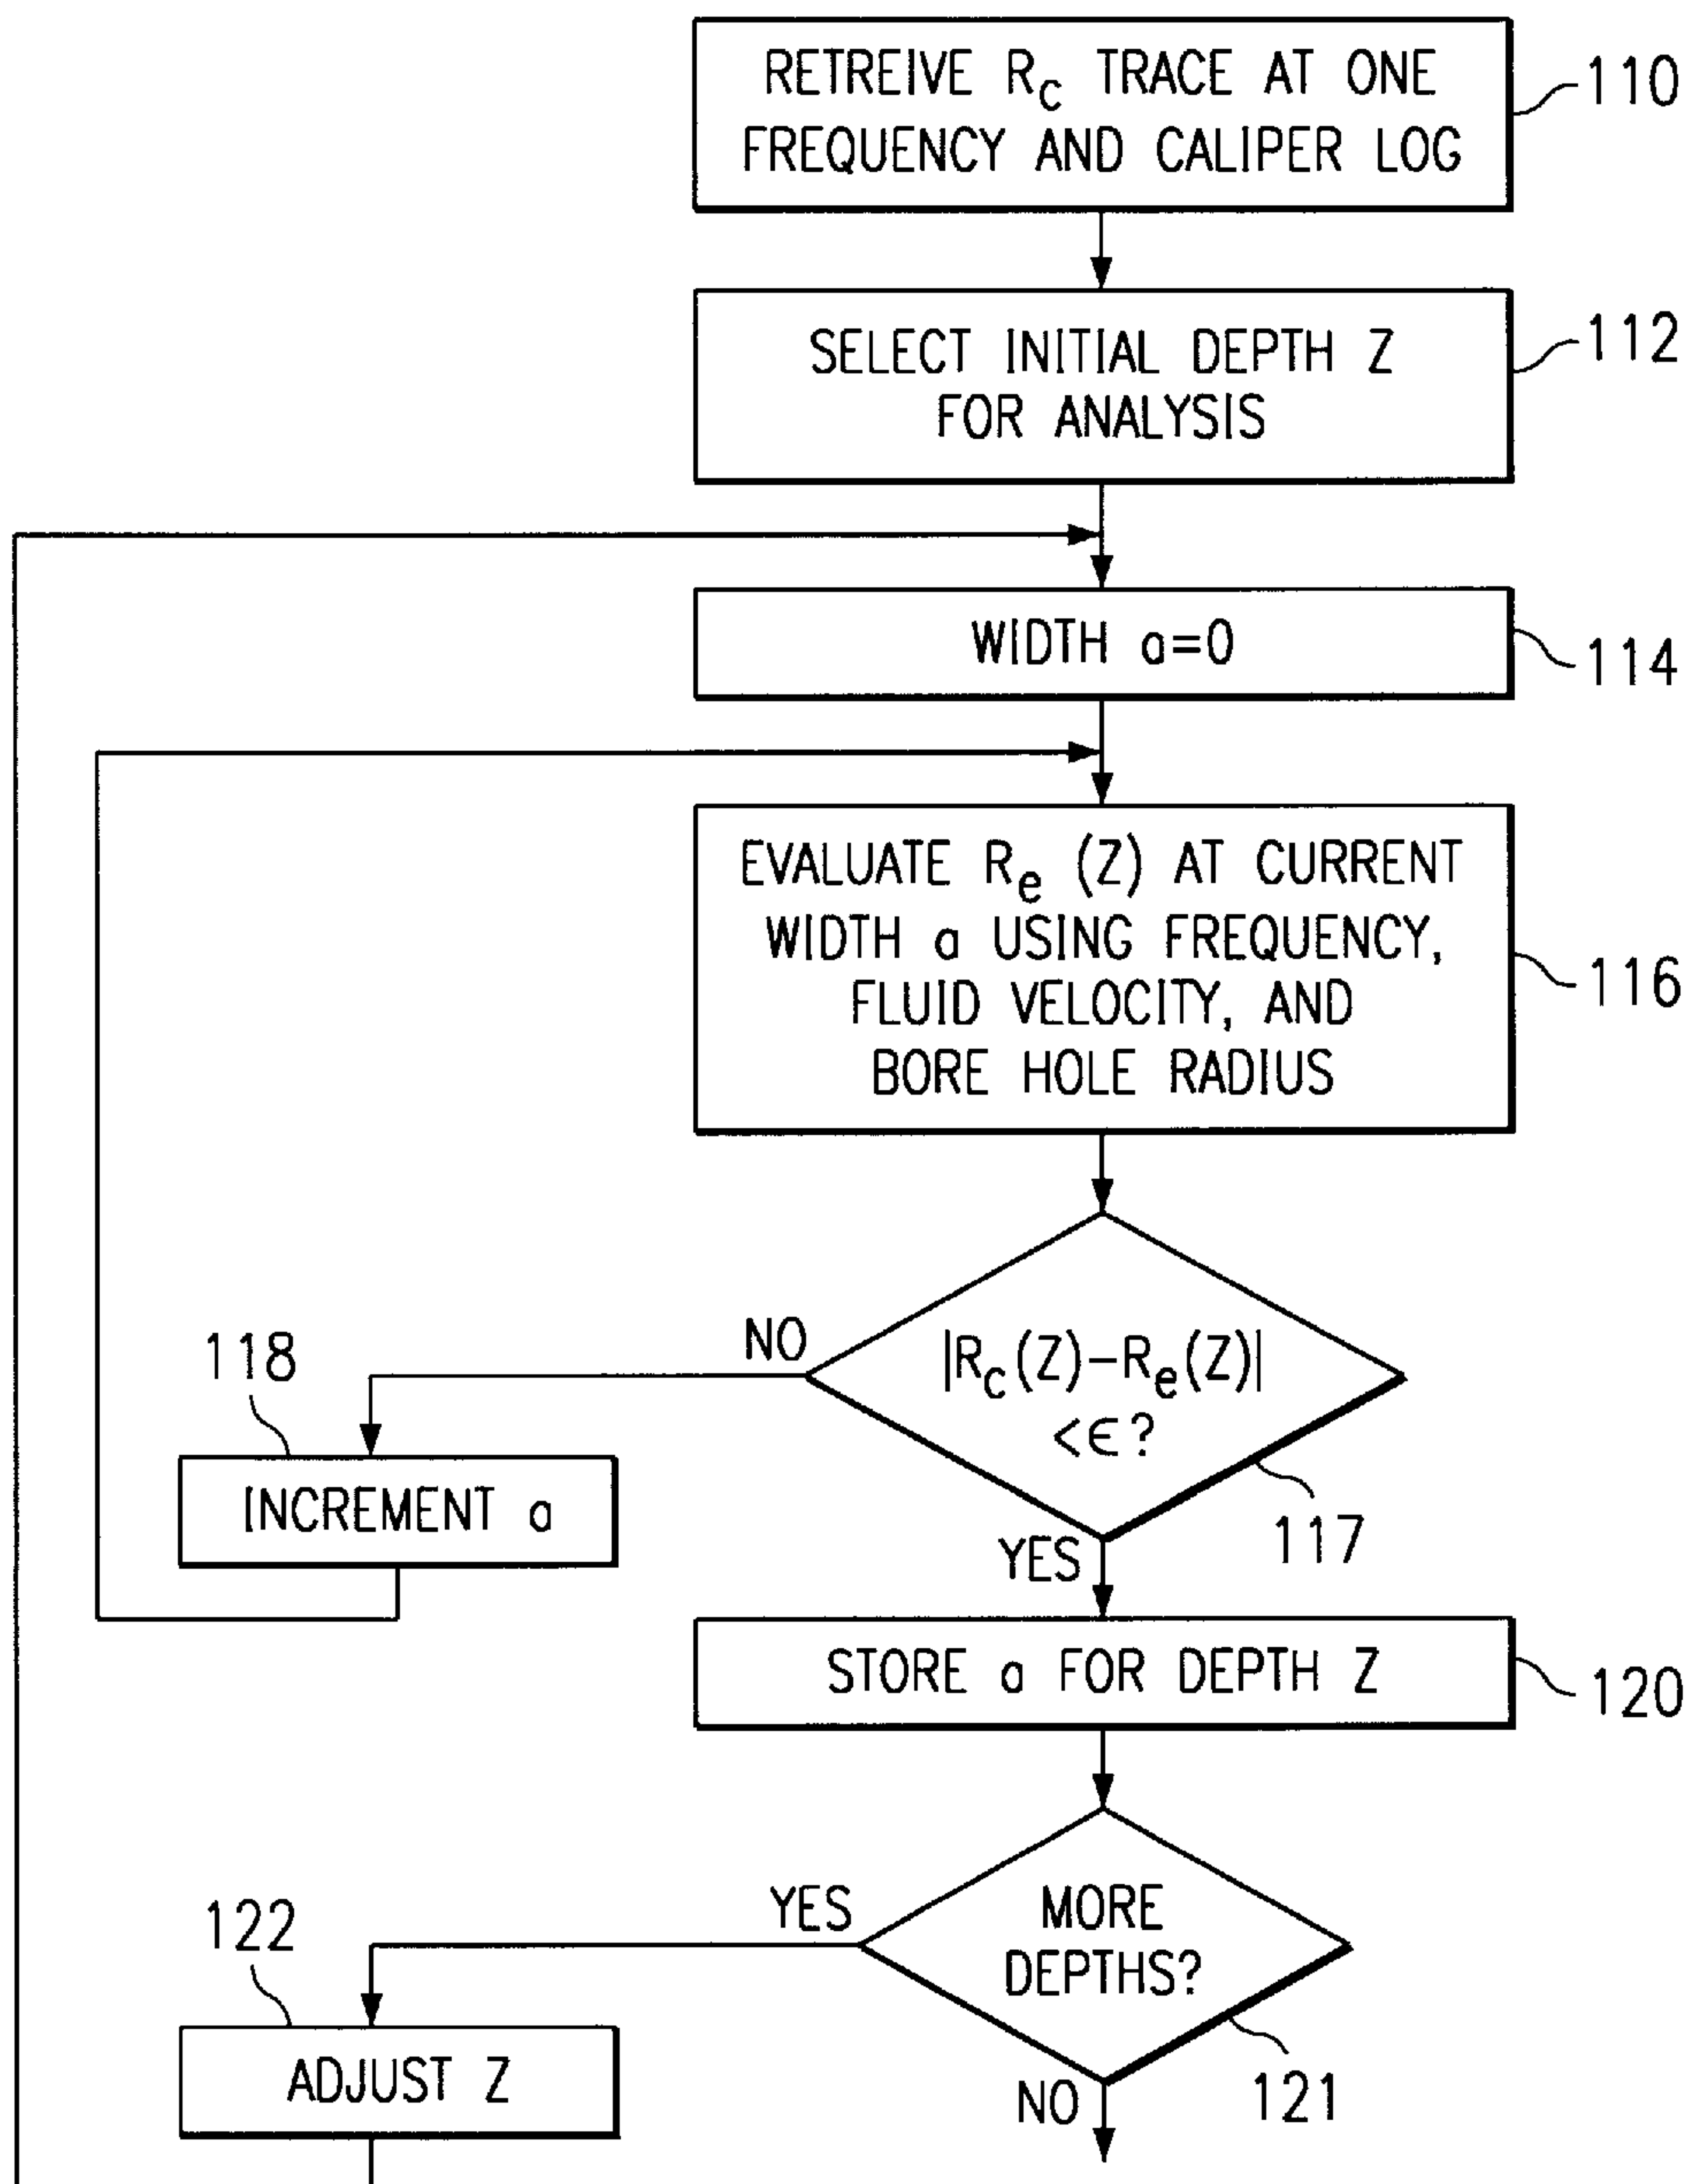 RETREIVE Rc TRACE AT ONE
FREQUENCY AND CALIPER LOG
110
SELECT INITIAL DEPTH Z
FOR ANALYSIS
112
WIDTH a=0
114
EVALUATE Re (Z) AT CURRENT
WIDTH a USING FREQUENCY,
FLUID VELOCITY, AND
BORE HOLE RADIUS
116
NO
|Rc(Z)-Re(Z)|
<ϵ?
117
118
INCREMENT a
YES
STORE a FOR DEPTH Z
120
YES
MORE
DEPTHS?
121
122
ADJUST Z
NO